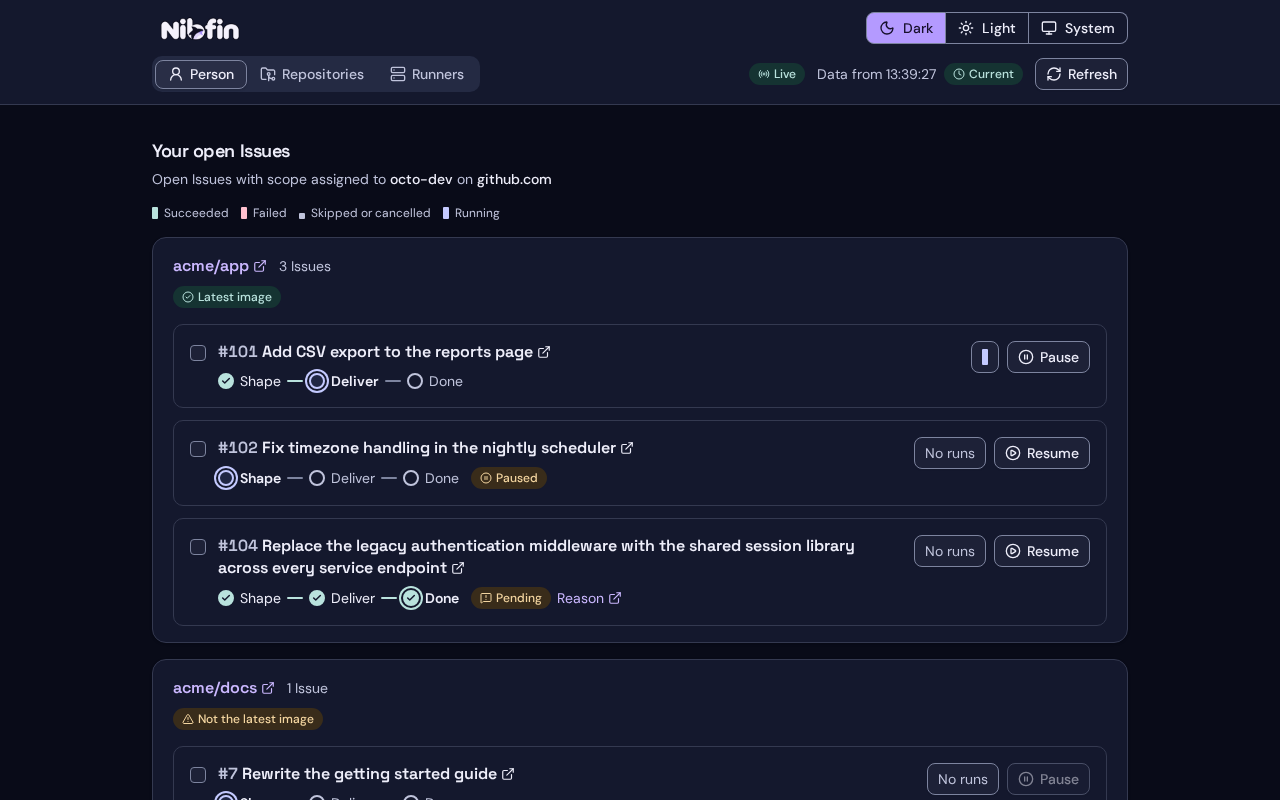 Nibfin
Dark Light System
Person Repositories Runners
Live Data from 13:39:27 Current Refresh
Your open Issues
Open Issues with scope assigned to octo-dev on github.com
Succeeded Failed Skipped or cancelled Running
acme/app 3 Issues
Latest image
#101 Add CSV export to the reports page
Pause
Shape Deliver Done
#102 Fix timezone handling in the nightly scheduler
No runs Resume
Shape Deliver Done Paused
#104 Replace the legacy authentication middleware with the shared session library
across every service endpoint
No runs Resume
Shape Deliver Done Pending Reason
acme/docs 1 Issue
Not the latest image
#7 Rewrite the getting started guide
No runs Pause